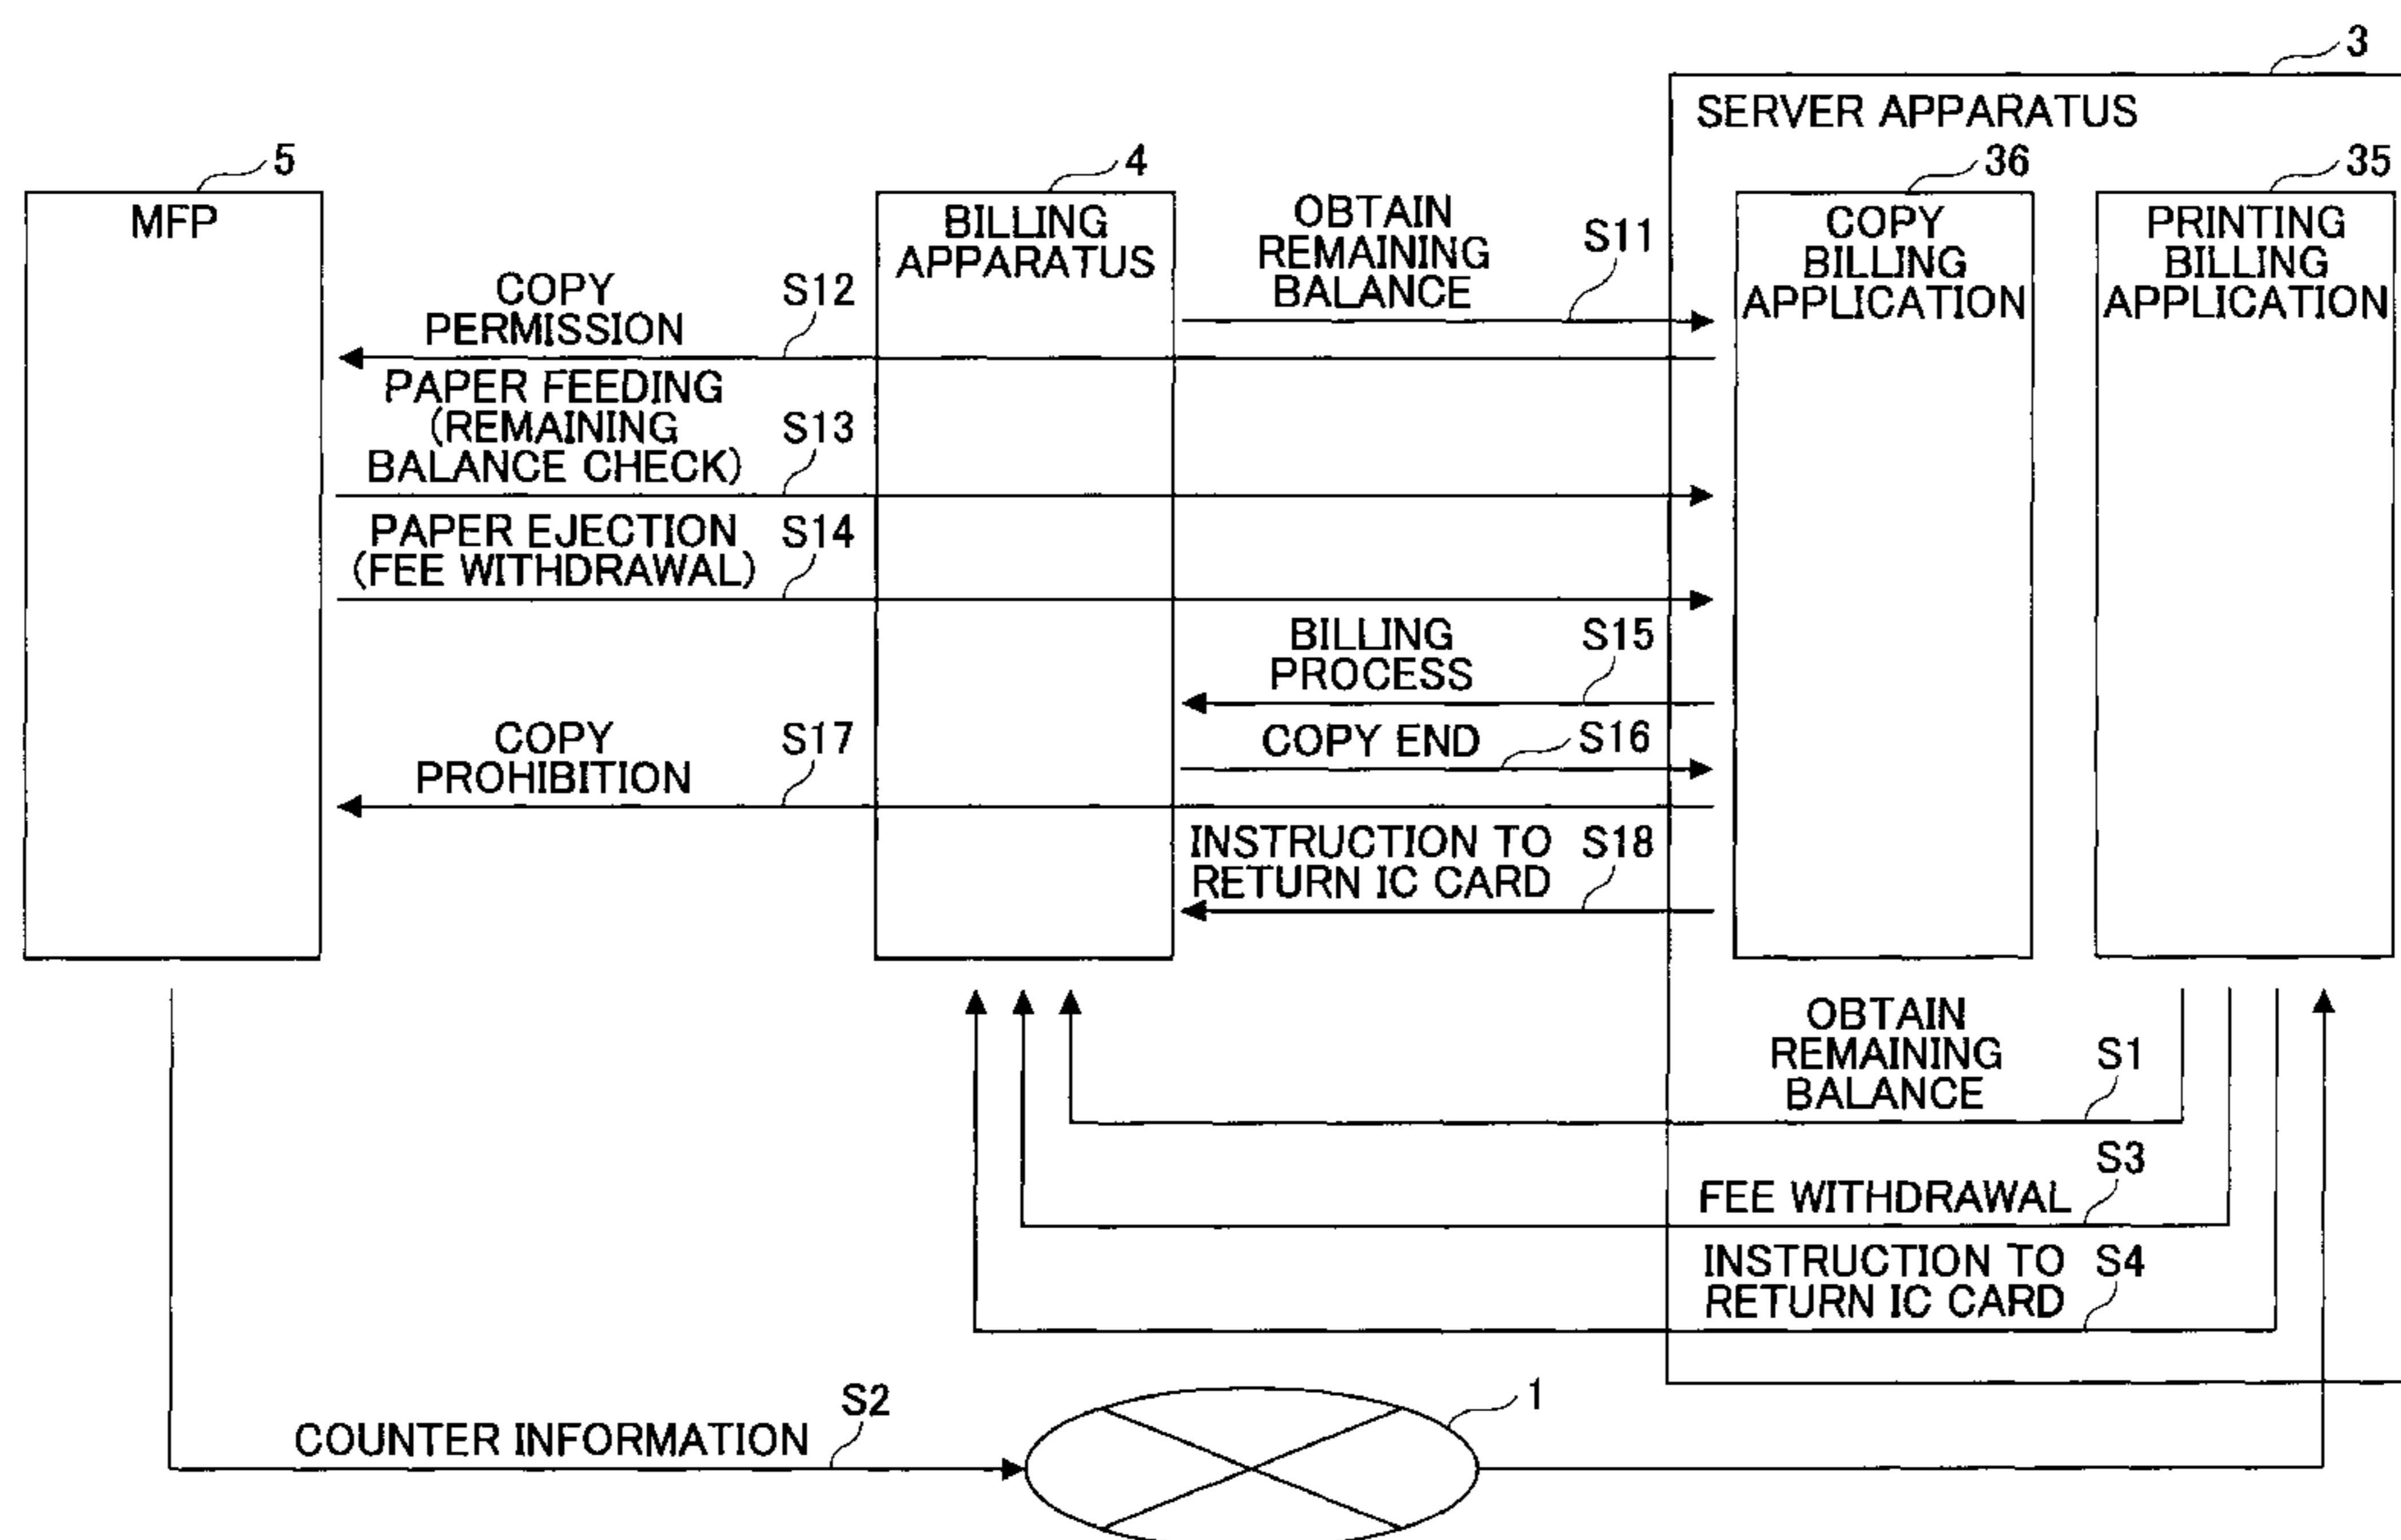 3
SERVER APPARATUS
5
MFP
4
BILLING
APPARATUS
36
COPY
BILLING
APPLICATION
35
PRINTING
BILLING
APPLICATION
OBTAIN
REMAINING
BALANCE
S11
COPY
PERMISSION
S12
PAPER FEEDING
(REMAINING
BALANCE CHECK)
S13
PAPER EJECTION
(FEE WITHDRAWAL)
S14
BILLING
PROCESS
S15
COPY END
S16
COPY
PROHIBITION
S17
INSTRUCTION TO
RETURN IC CARD
S18
OBTAIN
REMAINING
BALANCE
S1
FEE WITHDRAWAL
S3
INSTRUCTION TO
RETURN IC CARD
S4
COUNTER INFORMATION
S2
1